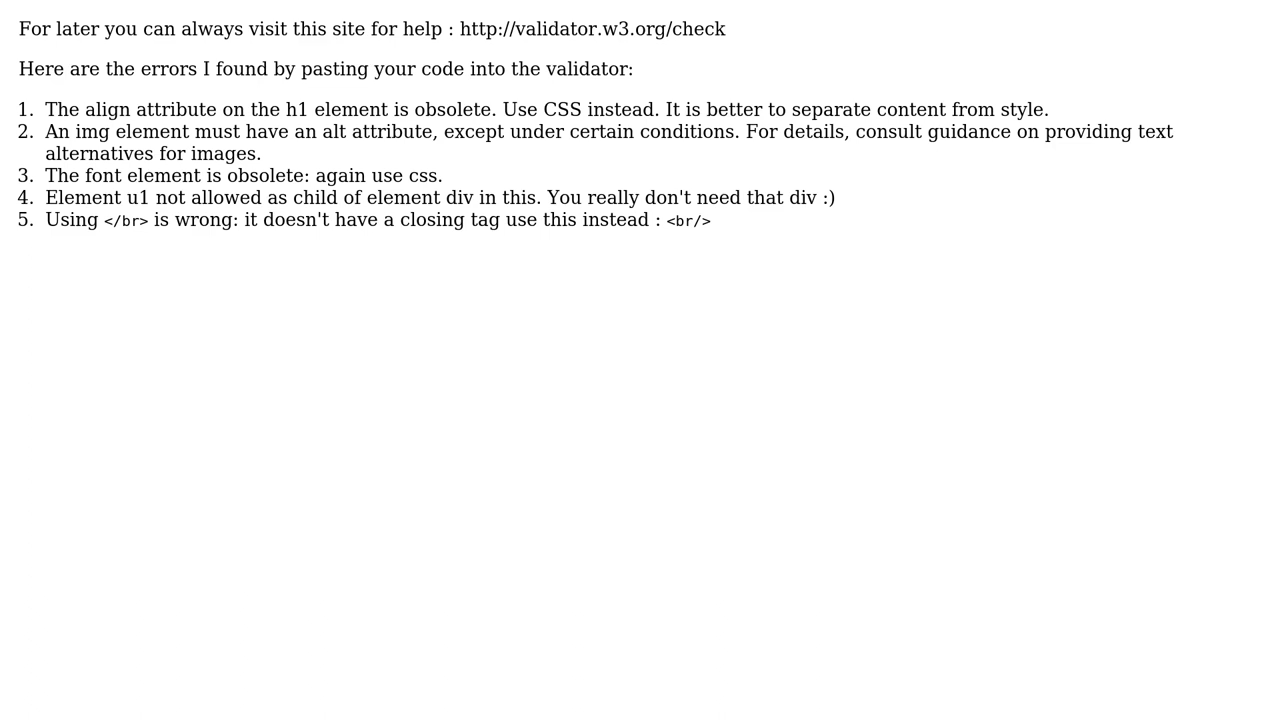 For later you can always visit this site for help : http://validator.w3.org/check
Here are the errors I found by pasting your code into the validator:
1. The align attribute on the h1 element is obsolete. Use CSS instead. It is better to separate content from style.
2. An img element must have an alt attribute, except under certain conditions. For details, consult guidance on providing text
alternatives for images.
3. The font element is obsolete: again use css.
4. Element u1 not allowed as child of element div in this. You really don't need that div :)
5. Using </br> is wrong: it doesn't have a closing tag use this instead : <br/>